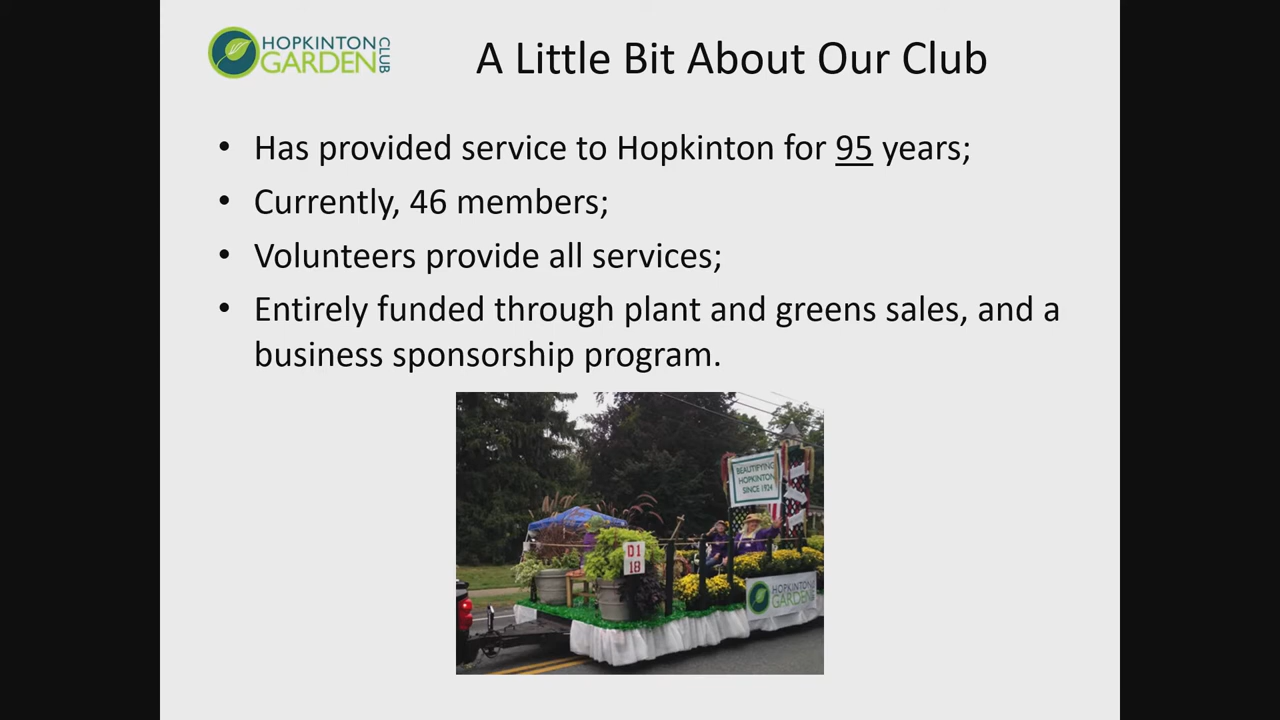 HOPKINTON
GARDEN
CLUB
A Little Bit About Our Club
• Has provided service to Hopkinton for 95 years;
• Currently, 46 members;
• Volunteers provide all services;
• Entirely funded through plant and greens sales, and a
business sponsorship program.
BEAUTIFYING
HOPKINTON
SINCE 1924
01
18
HOPKINTON
GARDEN